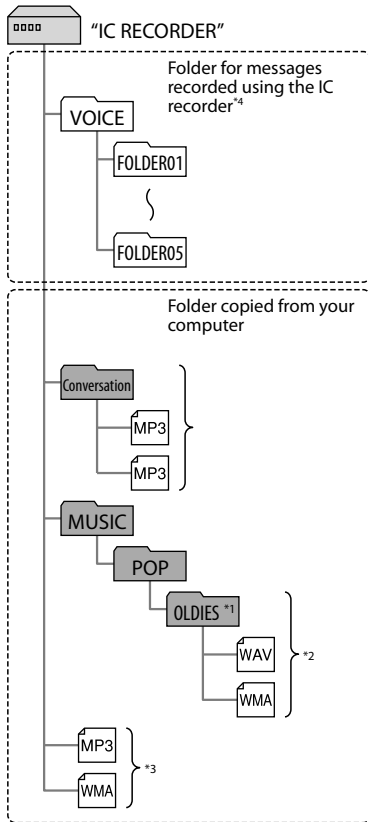 “IC RECORDER”
Folder for messages
recorded using the IC
recorder*4
VOICE
FOLDER01
FOLDER05
Folder copied from your
computer
Conversation
MP3
MP3
MUSIC
POP
OLDIES *1
WAV
*2
WMA
MP3
*3
WMA